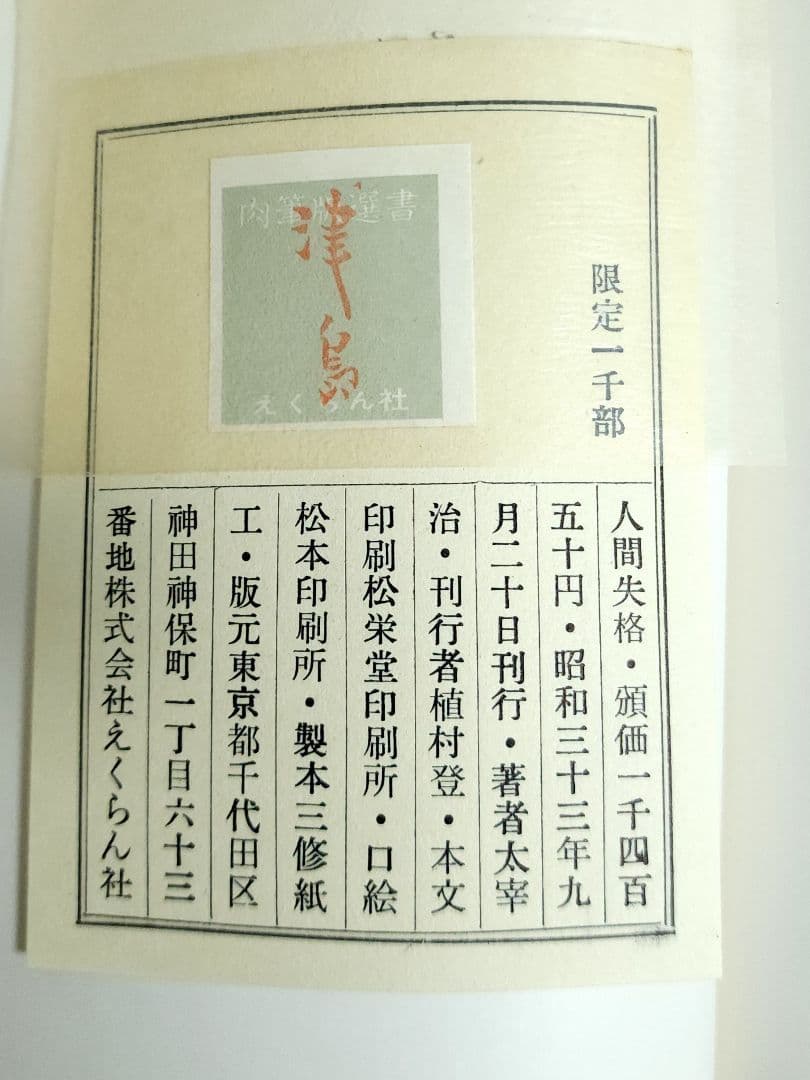 限定一千部
肉筆版選書
津島
えくらん社
人間失格・頒価一千四百
五十円・昭和三十三年九
月二十日刊行・著者太宰
治・刊行者植村登・本文
印刷松栄堂印刷所・口絵
松本印刷所・製本三修紙
工・版元東京都千代田区
神田神保町一丁目六十三
番地株式会社えくらん社